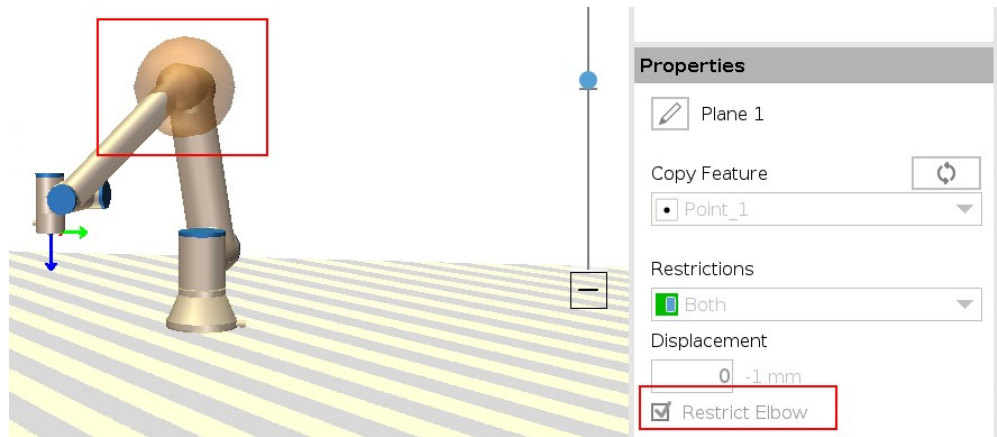 Properties
Plane 1
Copy Feature
Point_1
Restrictions
Both
Displacement
0 -1 mm
Restrict Elbow